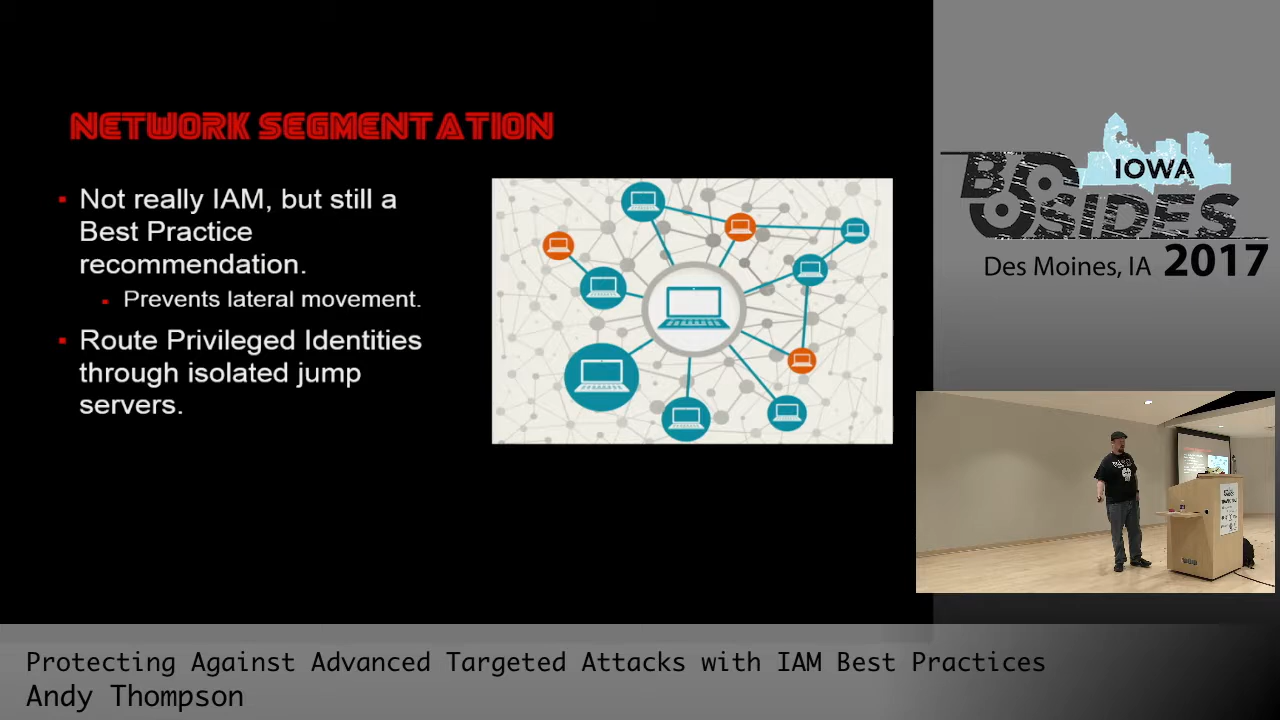 NETWORK SEGMENTATION
▪ Not really IAM, but still a
Best Practice
recommendation.
▪ Prevents lateral movement.
▪ Route Privileged Identities
through isolated jump
servers.
IOWA
BSIDES
Des Moines, IA 2017
Protecting Against Advanced Targeted Attacks with IAM Best Practices
Andy Thompson